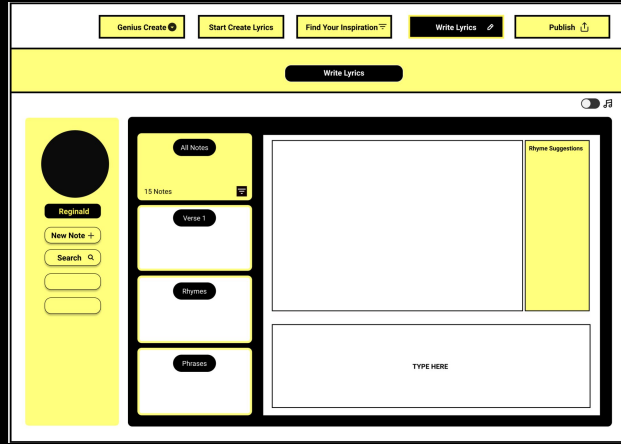 Genius Create
Start Create Lyrics
Find Your Inspiration
Write Lyrics
Publish
Write Lyrics
Reginald
New Note +
Search
All Notes
15 Notes
Verse 1
Rhymes
Phrases
Rhyme Suggestions
TYPE HERE